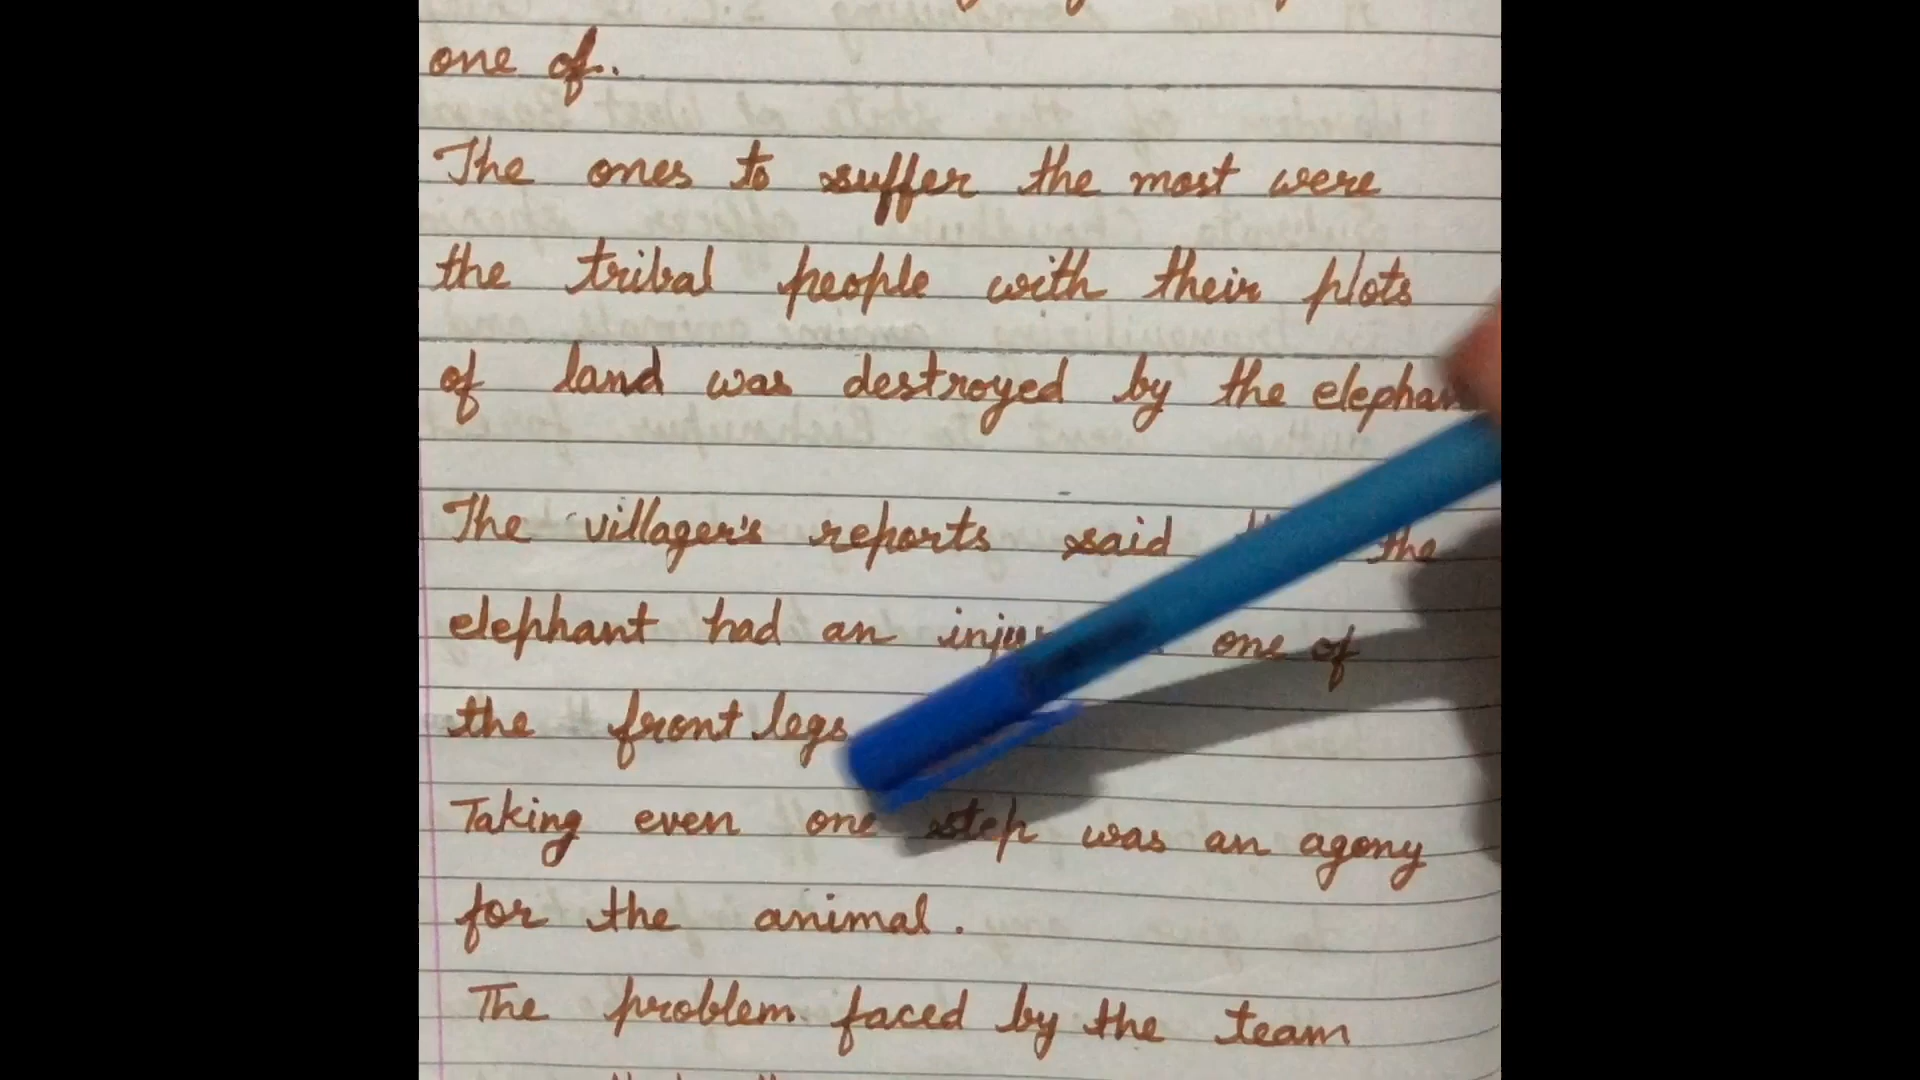 one of.
The ones to suffer the most were
the tribal people with their plots
of land was destroyed by the
The villager's reports said the
elephant had an one of
the front legs
Taking even one step was an agony
for the animal.
The problem faced by the team